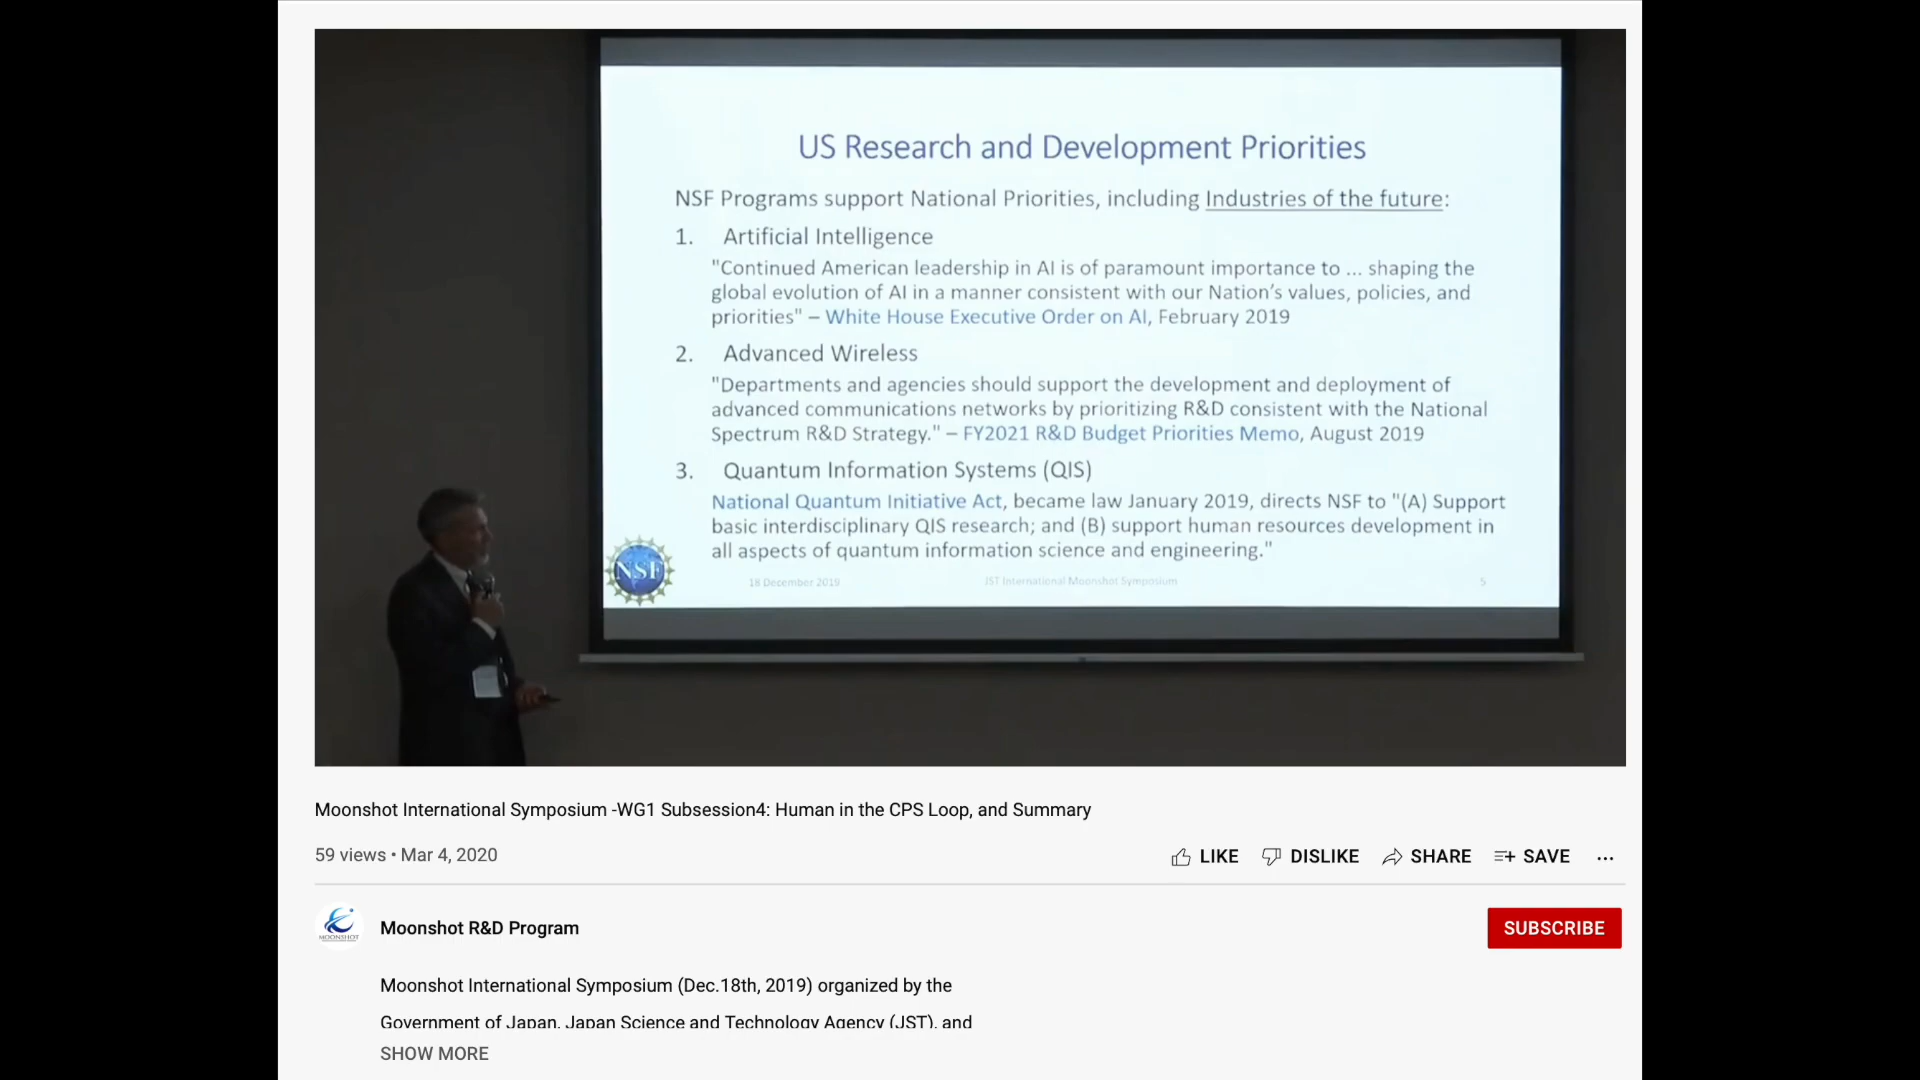 US Research and Development Priorities
NSF Programs support National Priorities, including Industries of the future:
1. Artificial Intelligence
"Continued American leadership in AI is of paramount importance to ... shaping the
global evolution of AI in a manner consistent with our Nation's values, policies, and
priorities" – White House Executive Order on AI, February 2019
2. Advanced Wireless
"Departments and agencies should support the development and deployment of
advanced communications networks by prioritizing R&D consistent with the National
Spectrum R&D Strategy." – FY2021 R&D Budget Priorities Memo, August 2019
3. Quantum Information Systems (QIS)
National Quantum Initiative Act, became law January 2019, directs NSF to "(A) Support
basic interdisciplinary QIS research; and (B) support human resources development in
all aspects of quantum information science and engineering."
NSF
18 December 2019 JST International Moonshot Symposium 5
Moonshot International Symposium -WG1 Subsession4: Human in the CPS Loop, and Summary
59 views • Mar 4, 2020
LIKE DISLIKE SHARE SAVE ...
MOONSHOT
Moonshot R&D Program
SUBSCRIBE
Moonshot International Symposium (Dec.18th, 2019) organized by the
Government of Japan, Japan Science and Technology Agency (JST), and
SHOW MORE